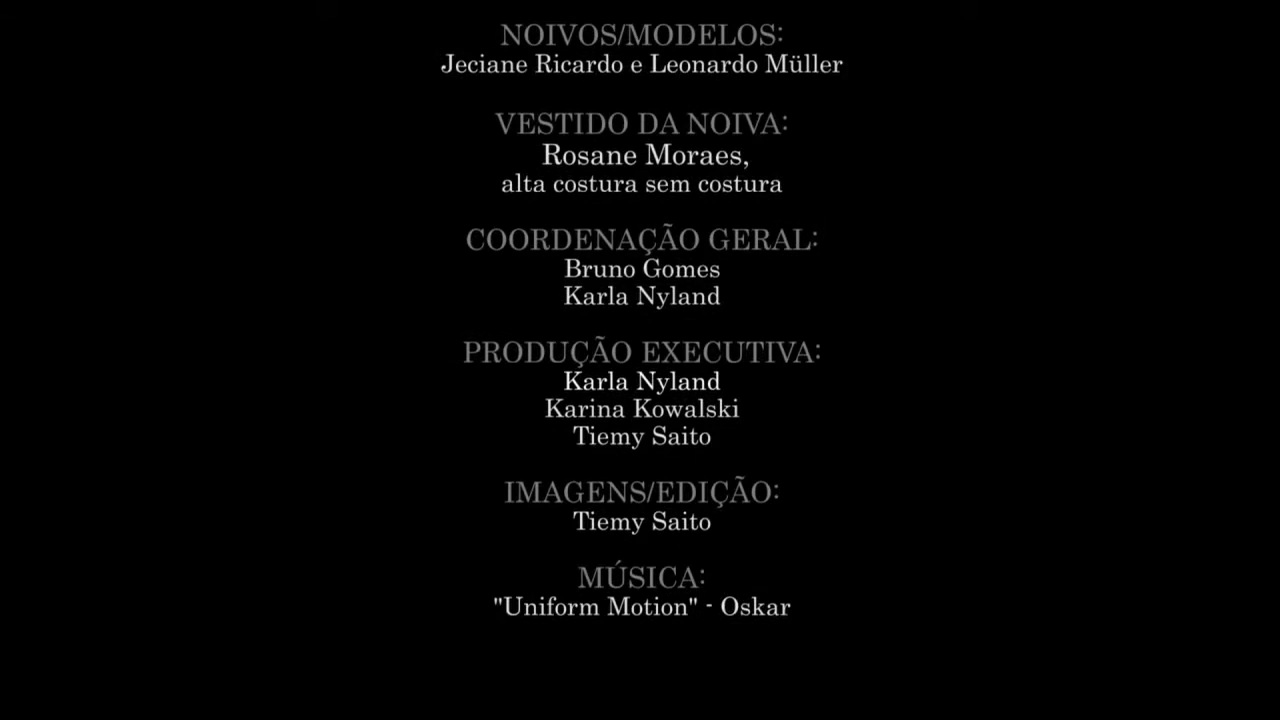 NOIVOS/MODELOS:
Jeciane Ricardo e Leonardo Müller
VESTIDO DA NOIVA:
Rosane Moraes,
alta costura sem costura
COORDENAÇÃO GERAL:
Bruno Gomes
Karla Nyland
PRODUÇÃO EXECUTIVA:
Karla Nyland
Karina Kowalski
Tiemy Saito
IMAGENS/EDIÇÃO:
Tiemy Saito
MÚSICA:
"Uniform Motion" - Oskar